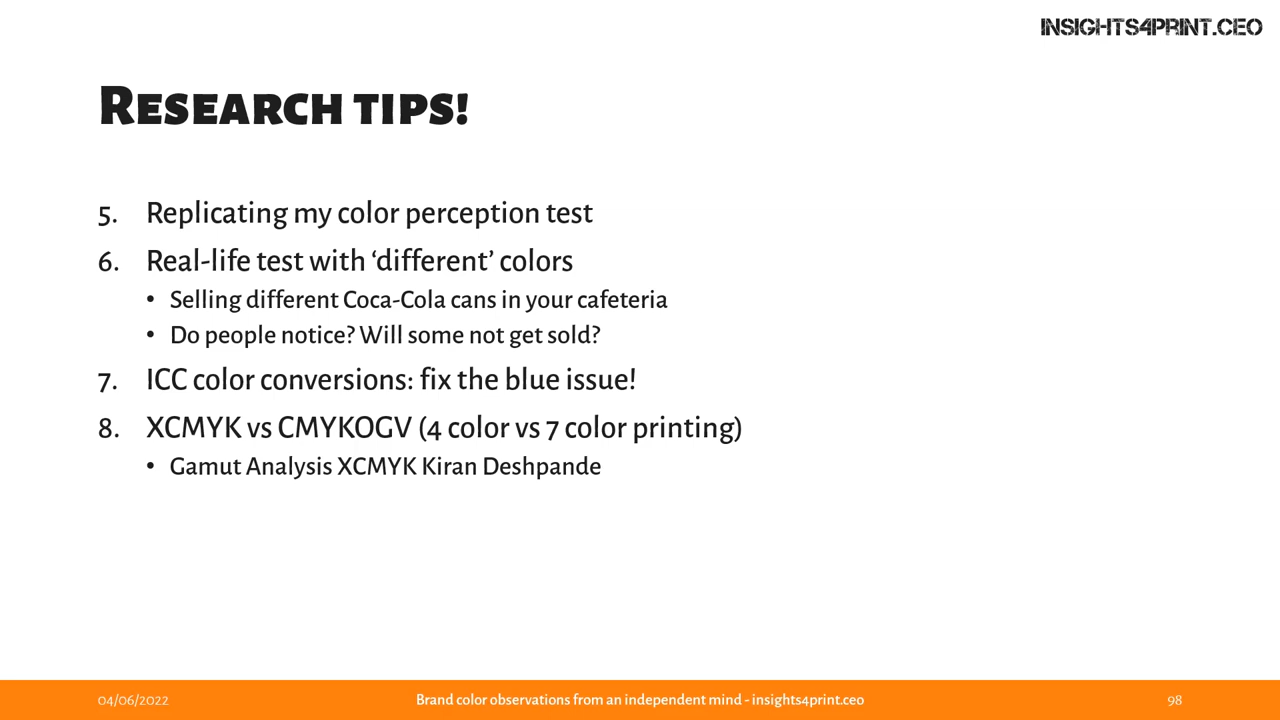 INSIGHTS4PRINT.CEO
Research tips!
5. Replicating my color perception test
6. Real-life test with ‘different’ colors
• Selling different Coca-Cola cans in your cafeteria
• Do people notice? Will some not get sold?
7. ICC color conversions: fix the blue issue!
8. XCMYK vs CMYKOGV (4 color vs 7 color printing)
• Gamut Analysis XCMYK Kiran Deshpande
04/06/2022 Brand color observations from an independent mind - insights4print.ceo 98